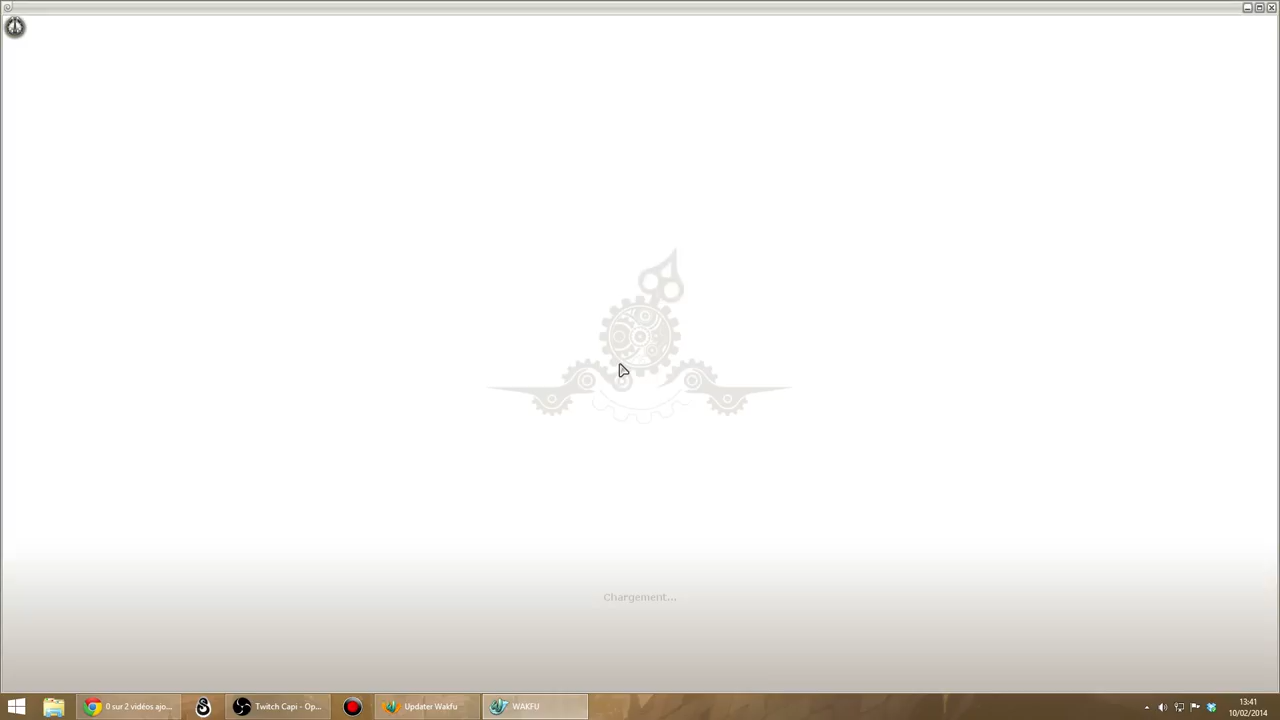 Chargement...
0 sur 2 vidéos ajo...
Twitch Capi - Op...
Updater Wakfu
WAKFU
13:41
10/02/2014